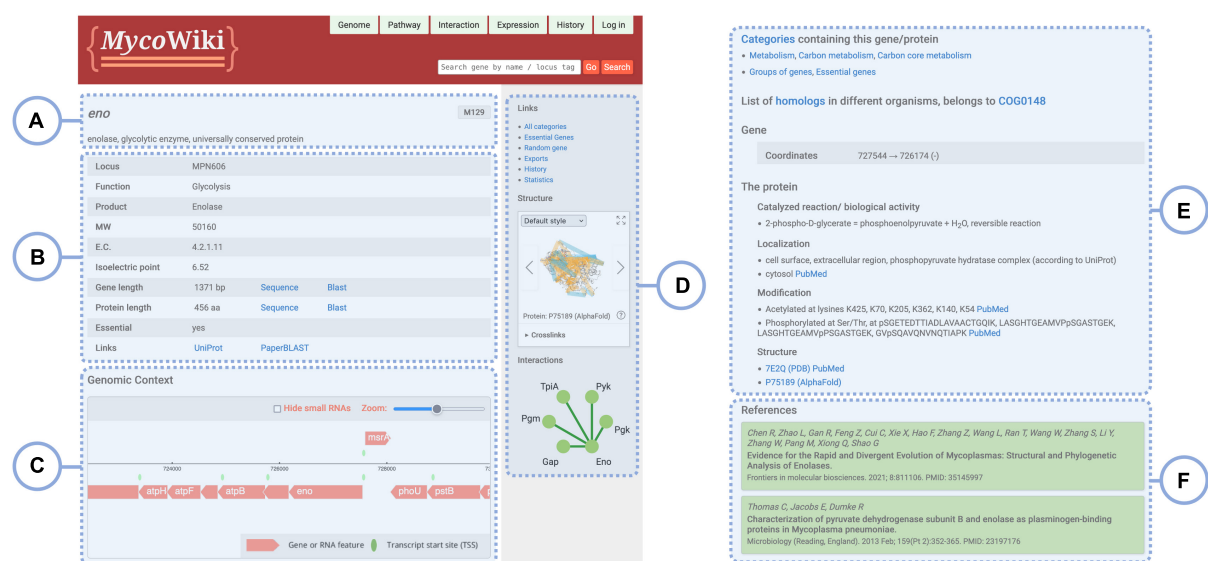 Genome Pathway Interaction Expression History Log in
{MycoWiki}
Search gene by name / locus tag Go Search
A
eno M129
enolase, glycolytic enzyme, universally conserved protein
B
Locus MPN606
Function Glycolysis
Product Enolase
MW 50160
E.C. 4.2.1.11
Isoelectric point 6.52
Gene length 1371 bp Sequence Blast
Protein length 456 aa Sequence Blast
Essential yes
Links UniProt PaperBLAST
C
Genomic Context
Hide small RNAs Zoom:
msrA
724000 726000 728000
atpH atpF atpB eno phoU pstB
Gene or RNA feature Transcript start site (TSS)
D
Links
• All categories
• Essential Genes
• Random gene
• Exports
• History
• Statistics
Structure
Default style
Protein: P75189 (AlphaFold) ?
▸ Crosslinks
Interactions
TpiA Pyk
Pgm Pgk
Gap Eno
E
Categories containing this gene/protein
• Metabolism, Carbon metabolism, Carbon core metabolism
• Groups of genes, Essential genes
List of homologs in different organisms, belongs to COG0148
Gene
Coordinates 727544 → 726174 (-)
The protein
Catalyzed reaction/ biological activity
• 2-phospho-D-glycerate = phosphoenolpyruvate + H₂O, reversible reaction
Localization
• cell surface, extracellular region, phosphopyruvate hydratase complex (according to UniProt)
• cytosol PubMed
Modification
• Acetylated at lysines K425, K70, K205, K362, K140, K54 PubMed
• Phosphorylated at Ser/Thr, at pSGETEDTTIADLAVAACTGQIK, LASGHTGEAMVPpSGASTGEK,
LASGHTGEAMVPpSGASTGEK, GVpSQAVQNVNQTIAPK PubMed
Structure
• 7E2Q (PDB) PubMed
• P75189 (AlphaFold)
F
References
Chen R, Zhao L, Gan R, Feng Z, Cui C, Xie X, Hao F, Zhang Z, Wang L, Ran T, Wang W, Zhang S, Li Y,
Zhang W, Pang M, Xiong Q, Shao G
Evidence for the Rapid and Divergent Evolution of Mycoplasmas: Structural and Phylogenetic
Analysis of Enolases.
Frontiers in molecular biosciences. 2021; 8:811106. PMID: 35145997
Thomas C, Jacobs E, Dumke R
Characterization of pyruvate dehydrogenase subunit B and enolase as plasminogen-binding
proteins in Mycoplasma pneumoniae.
Microbiology (Reading, England). 2013 Feb; 159(Pt 2):352-365. PMID: 23197176